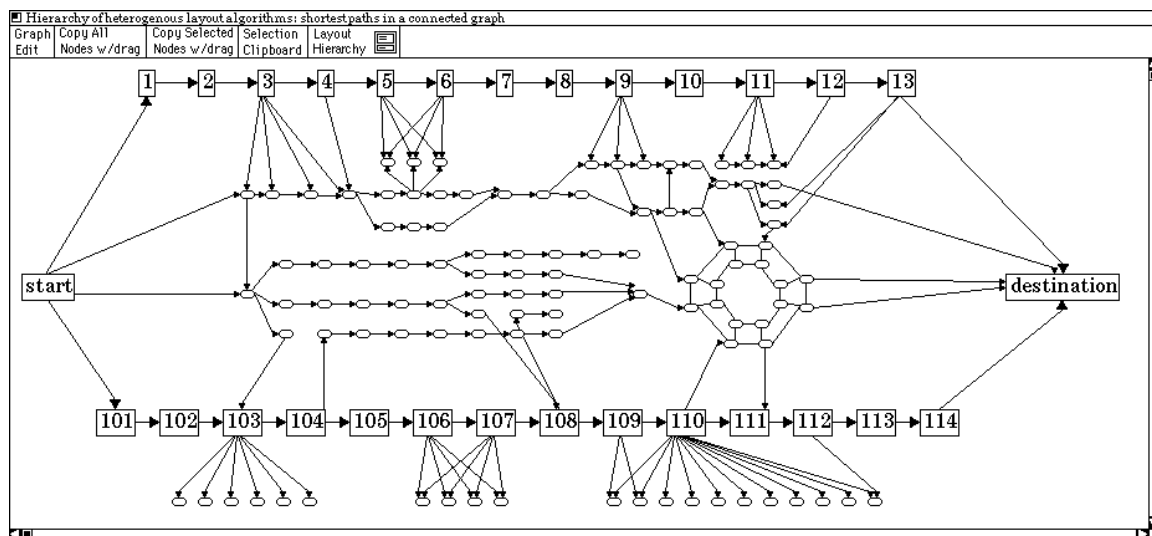 Hierarchy of heterogenous layout algorithms: shortest paths in a connected graph
Graph Edit
Copy All Nodes w/drag
Copy Selected Nodes w/drag
Selection Clipboard
Layout Hierarchy
1 2 3 4 5 6 7 8 9 10 11 12 13
start
destination
101 102 103 104 105 106 107 108 109 110 111 112 113 114